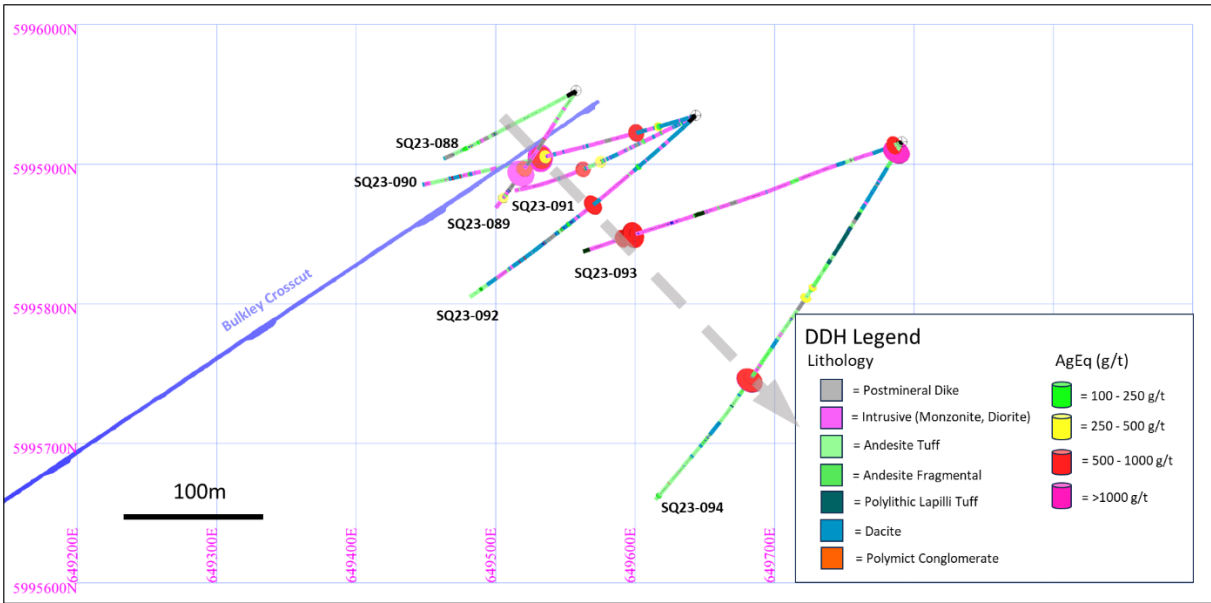 5996000N
5995900N
5995800N
5995700N
5995600N
649200E
649300E
649400E
649500E
649600E
649700E
SQ23-088
SQ23-090
SQ23-091
SQ23-089
SQ23-093
SQ23-092
SQ23-094
Bulkley Crosscut
100m
DDH Legend
Lithology
= Postmineral Dike
= Intrusive (Monzonite, Diorite)
= Andesite Tuff
= Andesite Fragmental
= Polylithic Lapilli Tuff
= Dacite
= Polymict Conglomerate
AgEq (g/t)
= 100 - 250 g/t
= 250 - 500 g/t
= 500 - 1000 g/t
= >1000 g/t